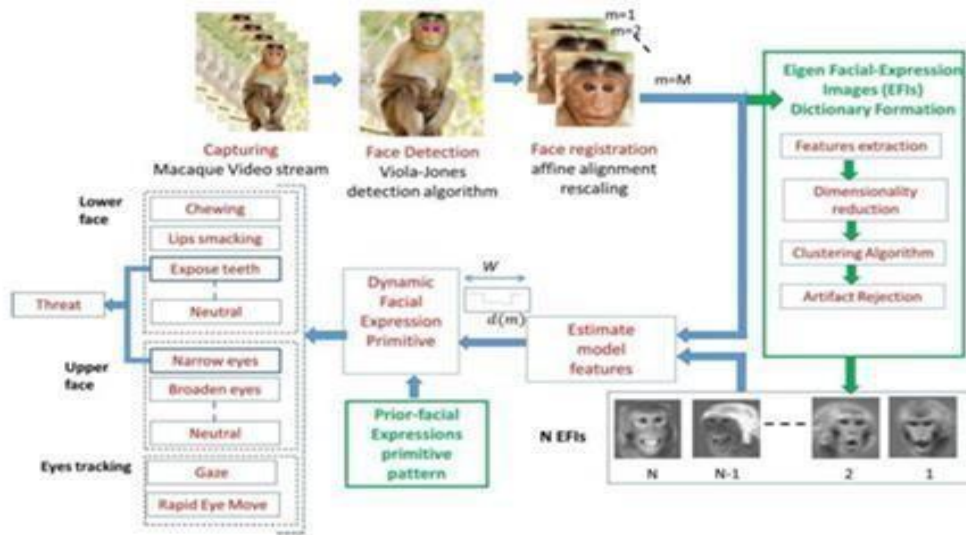 m=1
m=2
m=M
Capturing
Macaque Video stream
Face Detection
Viola-Jones
detection algorithm
Face registration
affine alignment
rescaling
Eigen Facial-Expression
Images (EFIs)
Dictionary Formation
Features extraction
Dimensionality
reduction
Clustering Algorithm
Artifact Rejection
Lower
face
Chewing
Lips smacking
Expose teeth
Neutral
Threat
Upper
face
Narrow eyes
Broaden eyes
Neutral
Eyes tracking
Gaze
Rapid Eye Move
Dynamic
Facial
Expression
Primitive
W
d(m)
Estimate
model
features
Prior-facial
Expressions
primitive
pattern
N EFIs
N
N-1
2
1